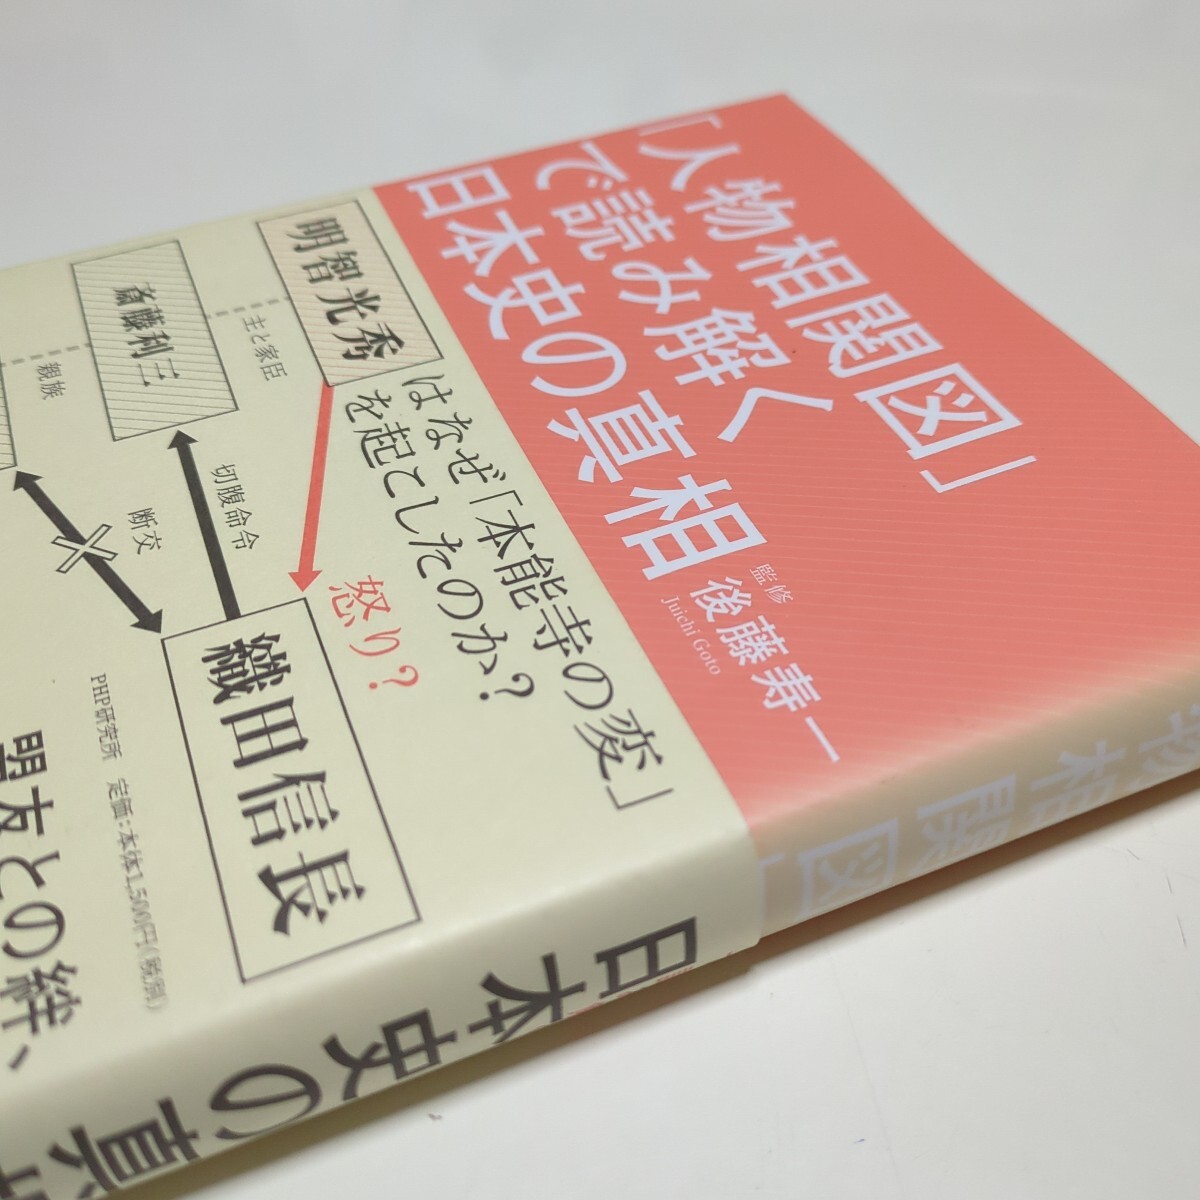 「人物相関図」
で読み解く
日本史の真相
監修
後藤寿一
Juichi Goto
明智光秀
はなぜ「本能寺の変」
を起こしたのか？
主と家臣
斎藤利三
親族
切腹命令
断交
怒り？
織田信長
PHP研究所 定価：本体1,500円（税別）
盟友との絆、
物相関図」
日本史の真相